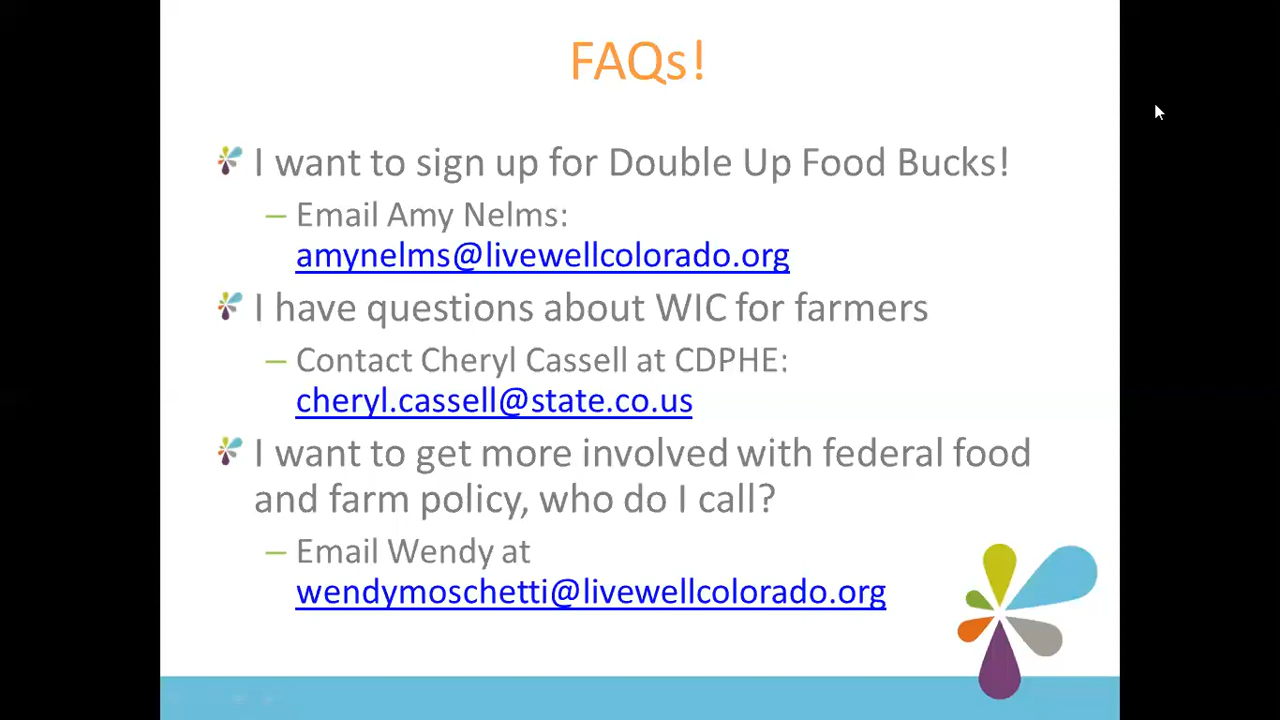 FAQs!
I want to sign up for Double Up Food Bucks!
– Email Amy Nelms:
amynelms@livewellcolorado.org
I have questions about WIC for farmers
– Contact Cheryl Cassell at CDPHE:
cheryl.cassell@state.co.us
I want to get more involved with federal food
and farm policy, who do I call?
– Email Wendy at
wendymoschetti@livewellcolorado.org